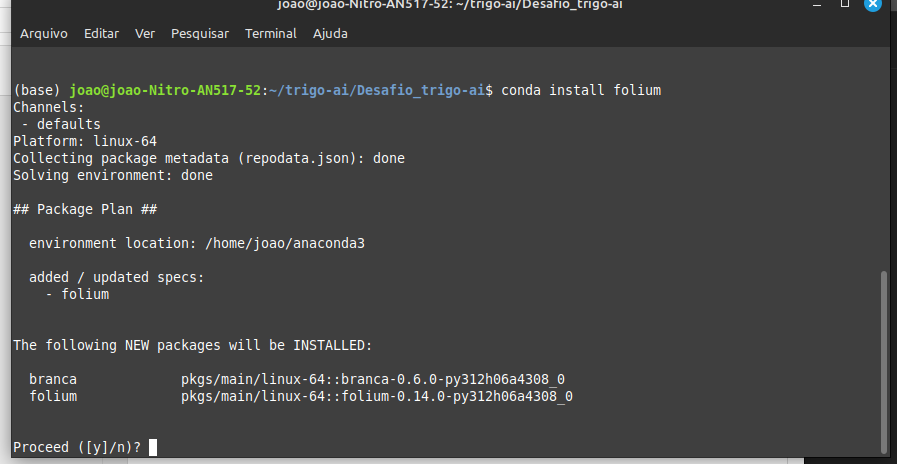 joao@joao-Nitro-AN517-52: ~/trigo-ai/Desafio_trigo-ai
Arquivo Editar Ver Pesquisar Terminal Ajuda
(base) joao@joao-Nitro-AN517-52:~/trigo-ai/Desafio_trigo-ai$ conda install folium
Channels:
 - defaults
Platform: linux-64
Collecting package metadata (repodata.json): done
Solving environment: done
## Package Plan ##
  environment location: /home/joao/anaconda3
  added / updated specs:
    - folium
The following NEW packages will be INSTALLED:
  branca             pkgs/main/linux-64::branca-0.6.0-py312h06a4308_0
  folium             pkgs/main/linux-64::folium-0.14.0-py312h06a4308_0
Proceed ([y]/n)?